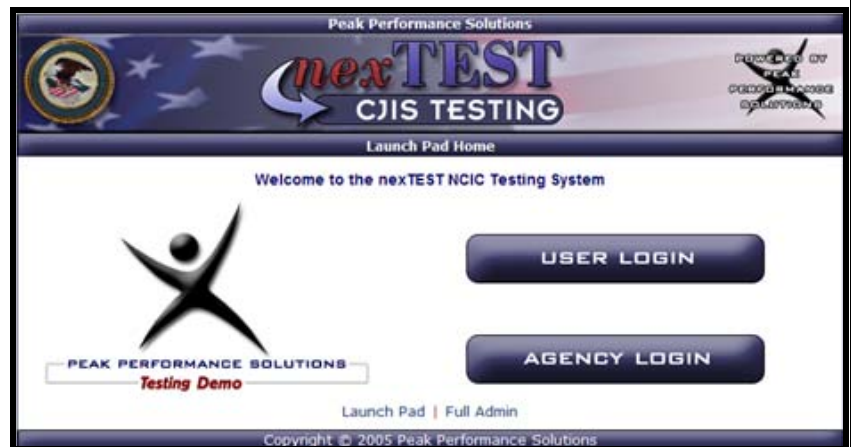 Peak Performance Solutions
nexTEST
CJIS TESTING
POWERED BY
PEAK
PERFORMANCE
SOLUTIONS
Launch Pad Home
Welcome to the nexTEST NCIC Testing System
USER LOGIN
PEAK PERFORMANCE SOLUTIONS
Testing Demo
AGENCY LOGIN
Launch Pad | Full Admin
Copyright © 2005 Peak Performance Solutions